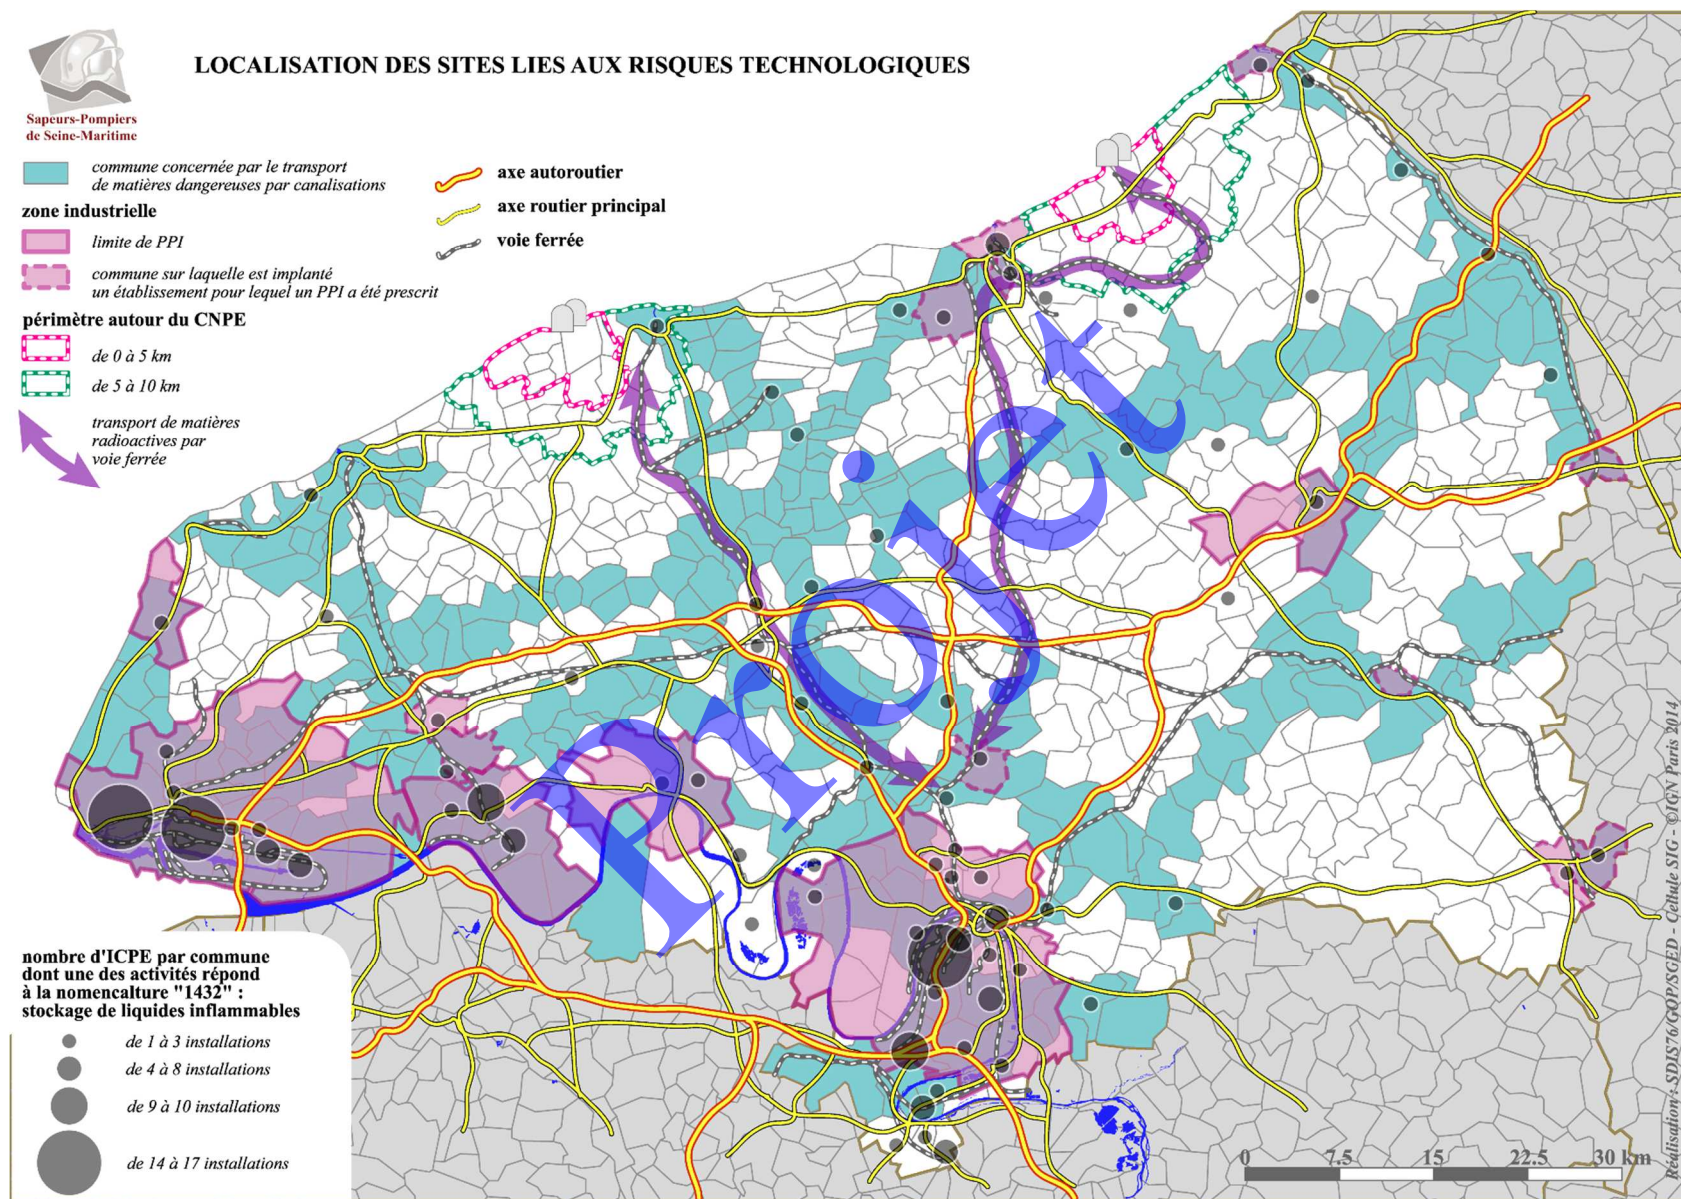 LOCALISATION DES SITES LIES AUX RISQUES TECHNOLOGIQUES
Sapeurs-Pompiers
de Seine-Maritime
commune concernée par le transport
de matières dangereuses par canalisations
zone industrielle
limite de PPI
commune sur laquelle est implanté
un établissement pour lequel un PPI a été prescrit
périmètre autour du CNPE
de 0 à 5 km
de 5 à 10 km
transport de matières
radioactives par
voie ferrée
axe autoroutier
axe routier principal
voie ferrée
Projet
nombre d'ICPE par commune
dont une des activités répond
à la nomencalture "1432" :
stockage de liquides inflammables
de 1 à 3 installations
de 4 à 8 installations
de 9 à 10 installations
de 14 à 17 installations
0 7.5 15 22.5 30 km
Réalisation : SDIS76/GOP/SGED - Cellule SIG - ©IGN Paris 2014